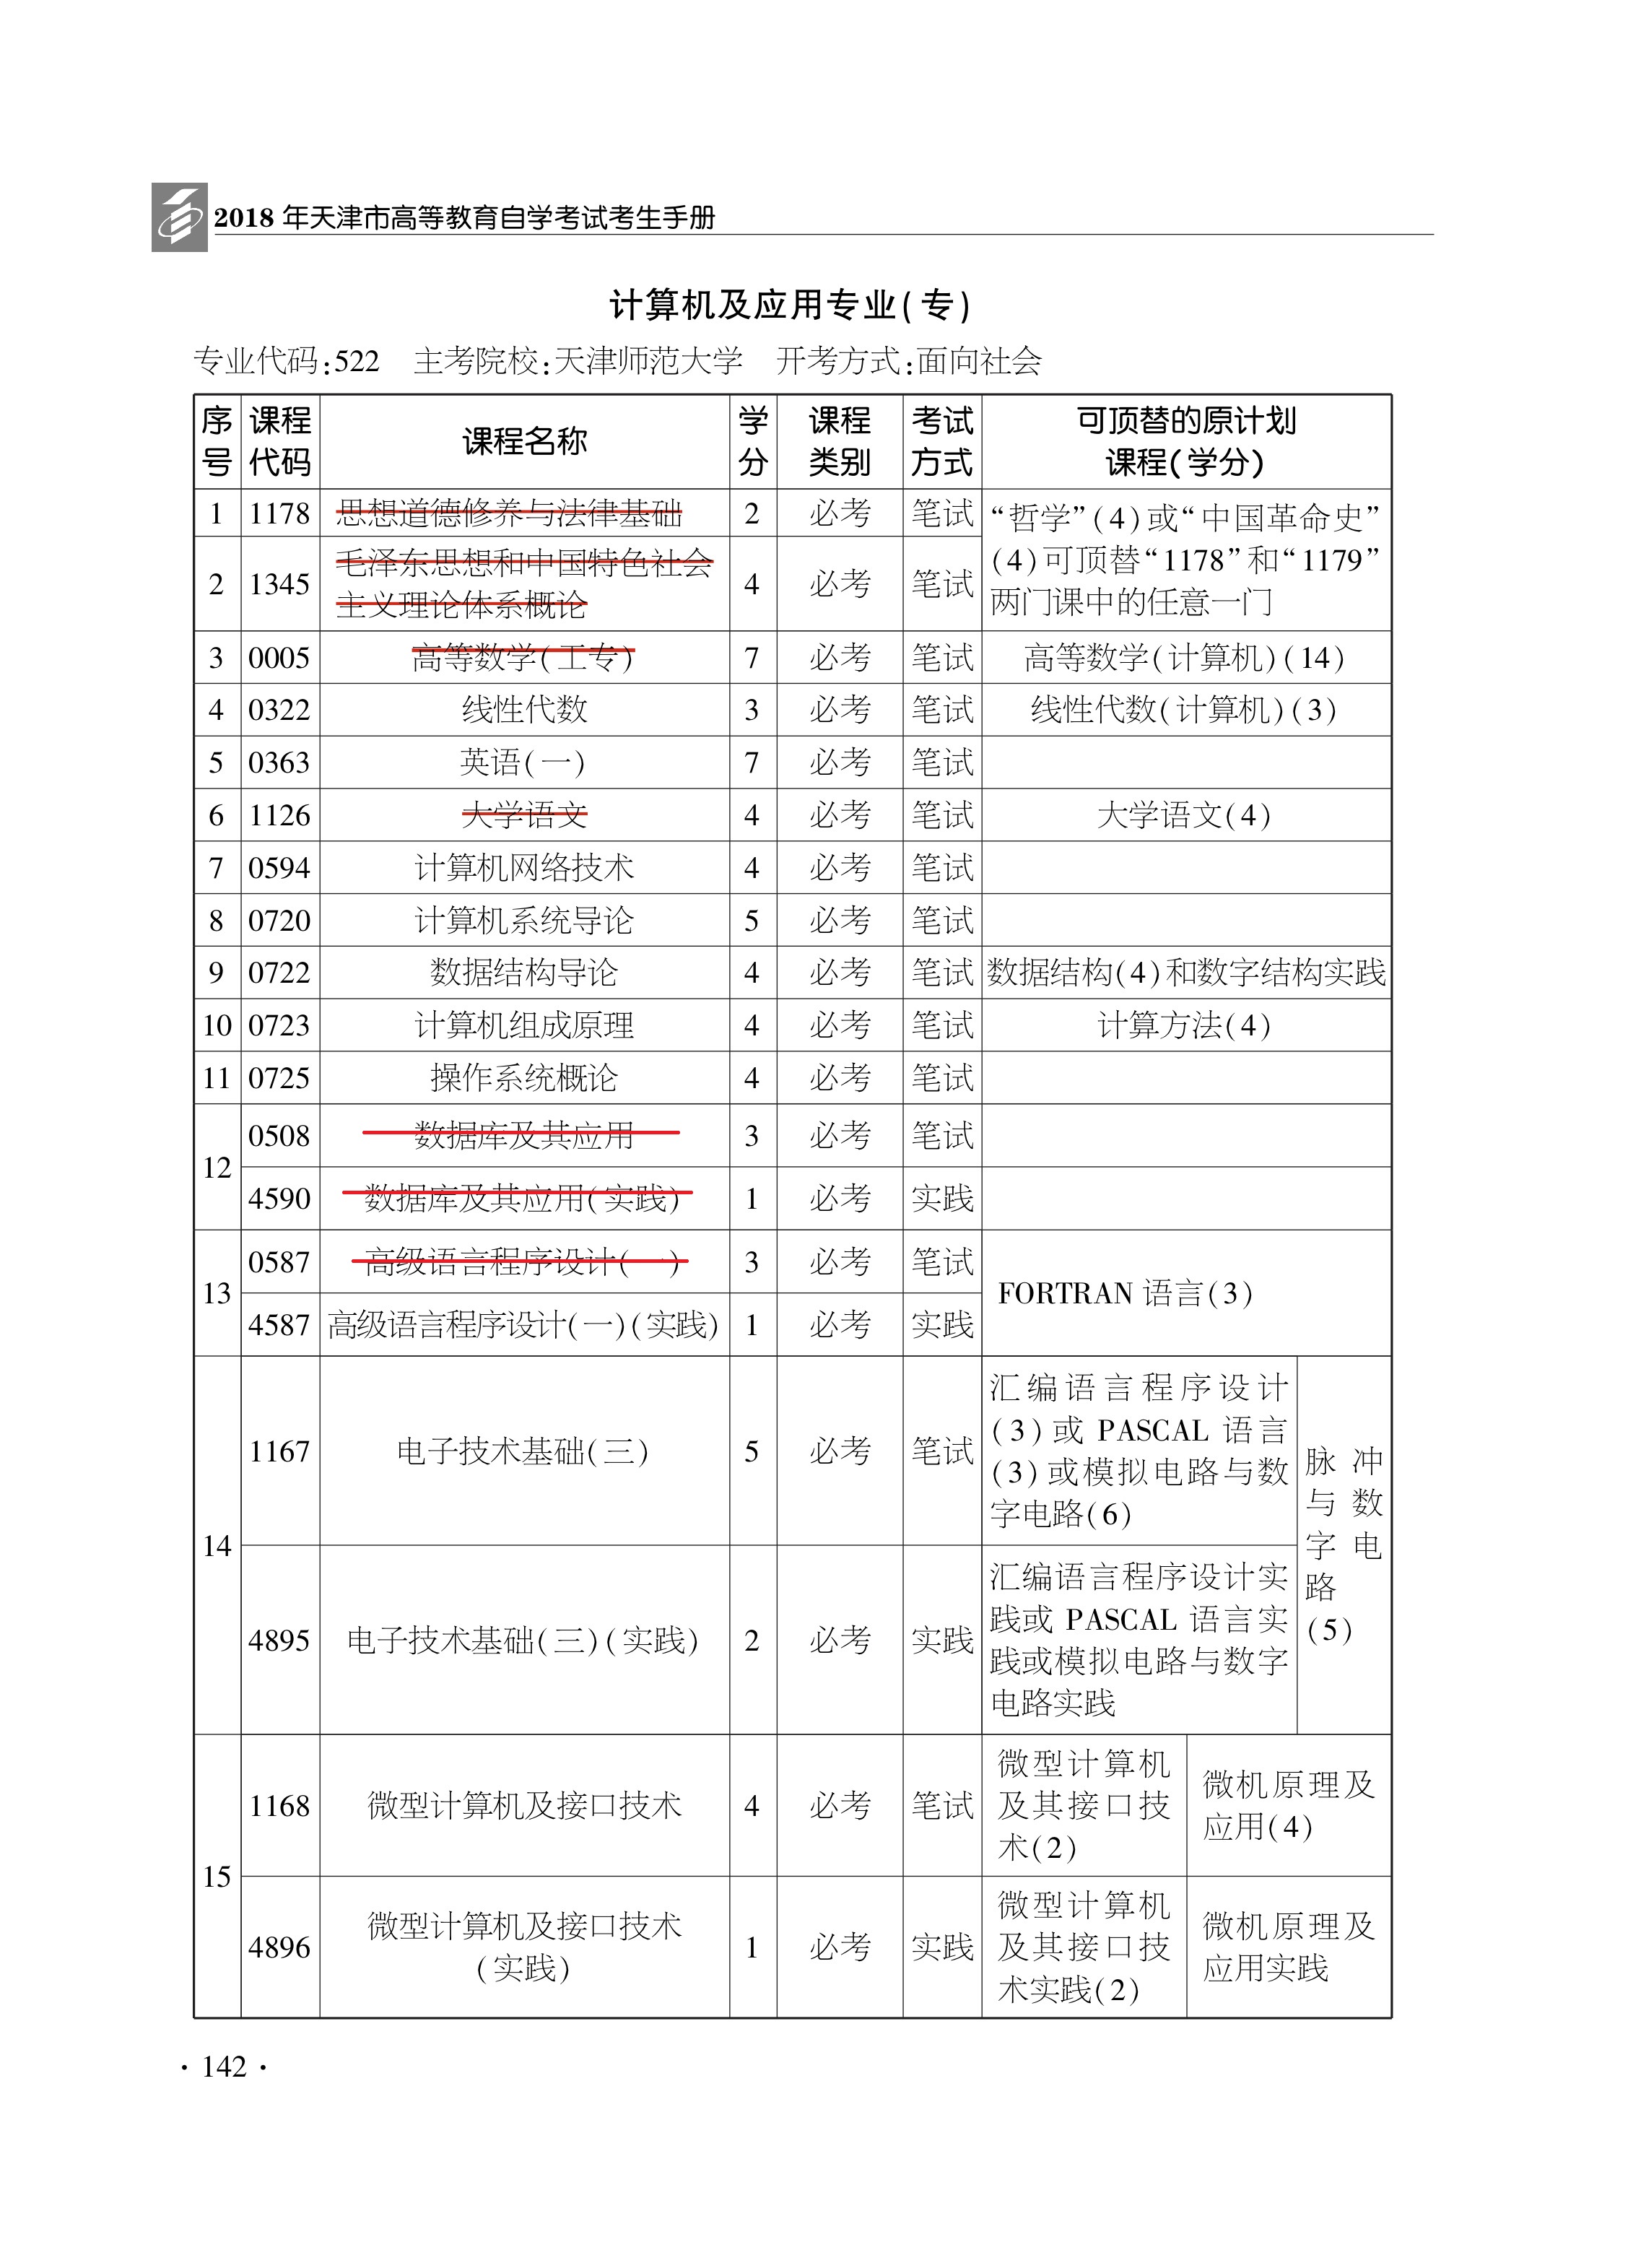 2018 年天津市高等教育自学考试考生手册
计算机及应用专业(专)
专业代码:522 主考院校:天津师范大学 开考方式:面向社会
序号 课程代码 课程名称 学分 课程类别 考试方式 可顶替的原计划课程(学分)
1 1178 思想道德修养与法律基础 2 必考 笔试 “哲学”(4)或“中国革命史”
(4)可顶替“1178”和“1179”
两门课中的任意一门
2 1345 毛泽东思想和中国特色社会
主义理论体系概论 4 必考 笔试
3 0005 高等数学(工专) 7 必考 笔试 高等数学(计算机)(14)
4 0322 线性代数 3 必考 笔试 线性代数(计算机)(3)
5 0363 英语(一) 7 必考 笔试
6 1126 大学语文 4 必考 笔试 大学语文(4)
7 0594 计算机网络技术 4 必考 笔试
8 0720 计算机系统导论 5 必考 笔试
9 0722 数据结构导论 4 必考 笔试 数据结构(4)和数字结构实践
10 0723 计算机组成原理 4 必考 笔试 计算方法(4)
11 0725 操作系统概论 4 必考 笔试
12 0508 数据库及其应用 3 必考 笔试
4590 数据库及其应用(实践) 1 必考 实践
13 0587 高级语言程序设计(一) 3 必考 笔试 FORTRAN 语言(3)
4587 高级语言程序设计(一)(实践) 1 必考 实践
14 1167 电子技术基础(三) 5 必考 笔试 汇编语言程序设计
(3)或 PASCAL 语言
(3)或模拟电路与数
字电路(6)
脉冲
与数
字电
路
(5)
4895 电子技术基础(三)(实践) 2 必考 实践 汇编语言程序设计实
践或 PASCAL 语言实
践或模拟电路与数字
电路实践
15 1168 微型计算机及接口技术 4 必考 笔试 微型计算机
及其接口技
术(2)
微机原理及
应用(4)
4896 微型计算机及接口技术
(实践) 1 必考 实践 微型计算机
及其接口技
术实践(2)
微机原理及
应用实践
· 142 ·